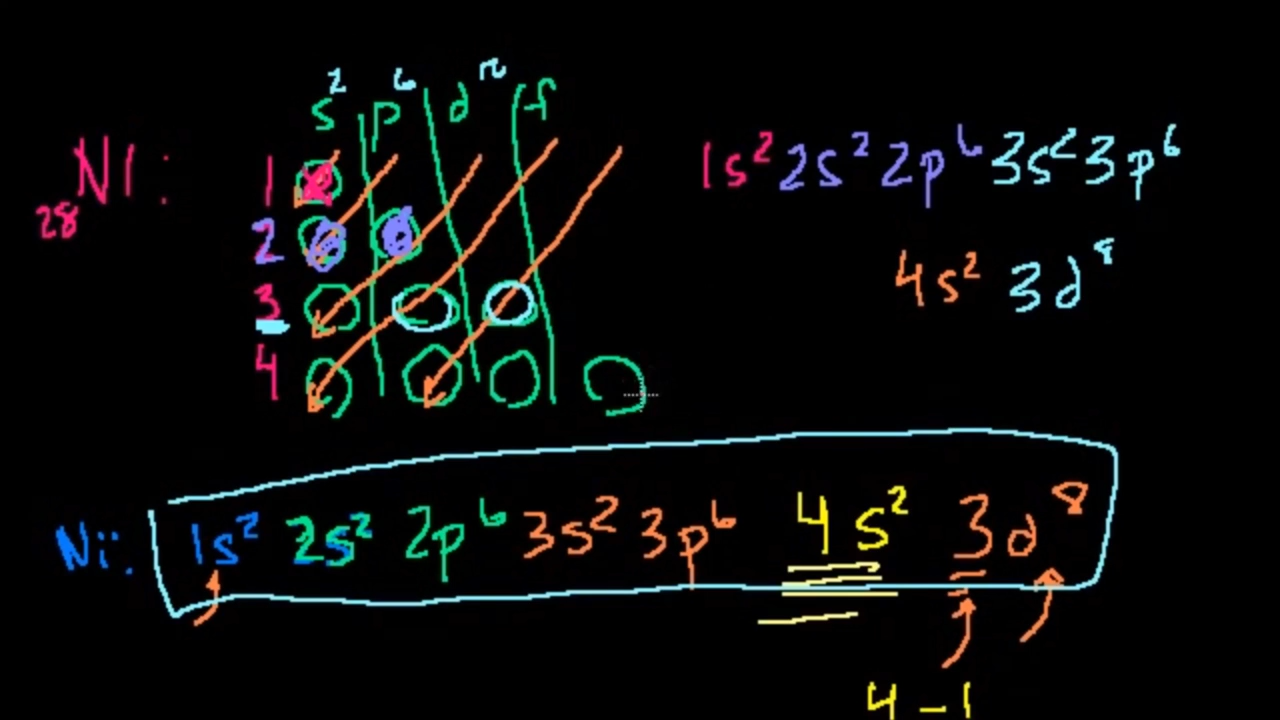 s² p⁶ d¹⁰ f
Ni:
28
1
2
3
4
1s² 2s² 2p⁶ 3s² 3p⁶
4s² 3d⁸
Ni: 1s² 2s² 2p⁶ 3s² 3p⁶ 4s² 3d⁸
4 – 1